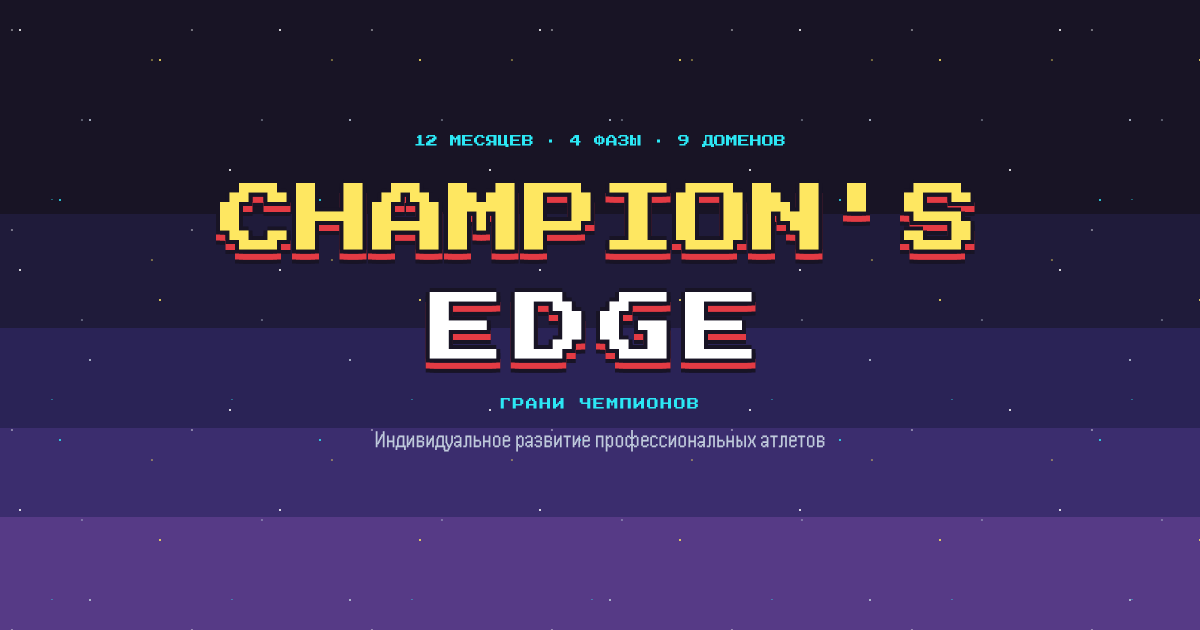 12 МЕСЯЦЕВ · 4 ФАЗЫ · 9 ДОМЕНОВ
CHAMPION'S
EDGE
ГРАНИ ЧЕМПИОНОВ
Индивидуальное развитие профессиональных атлетов